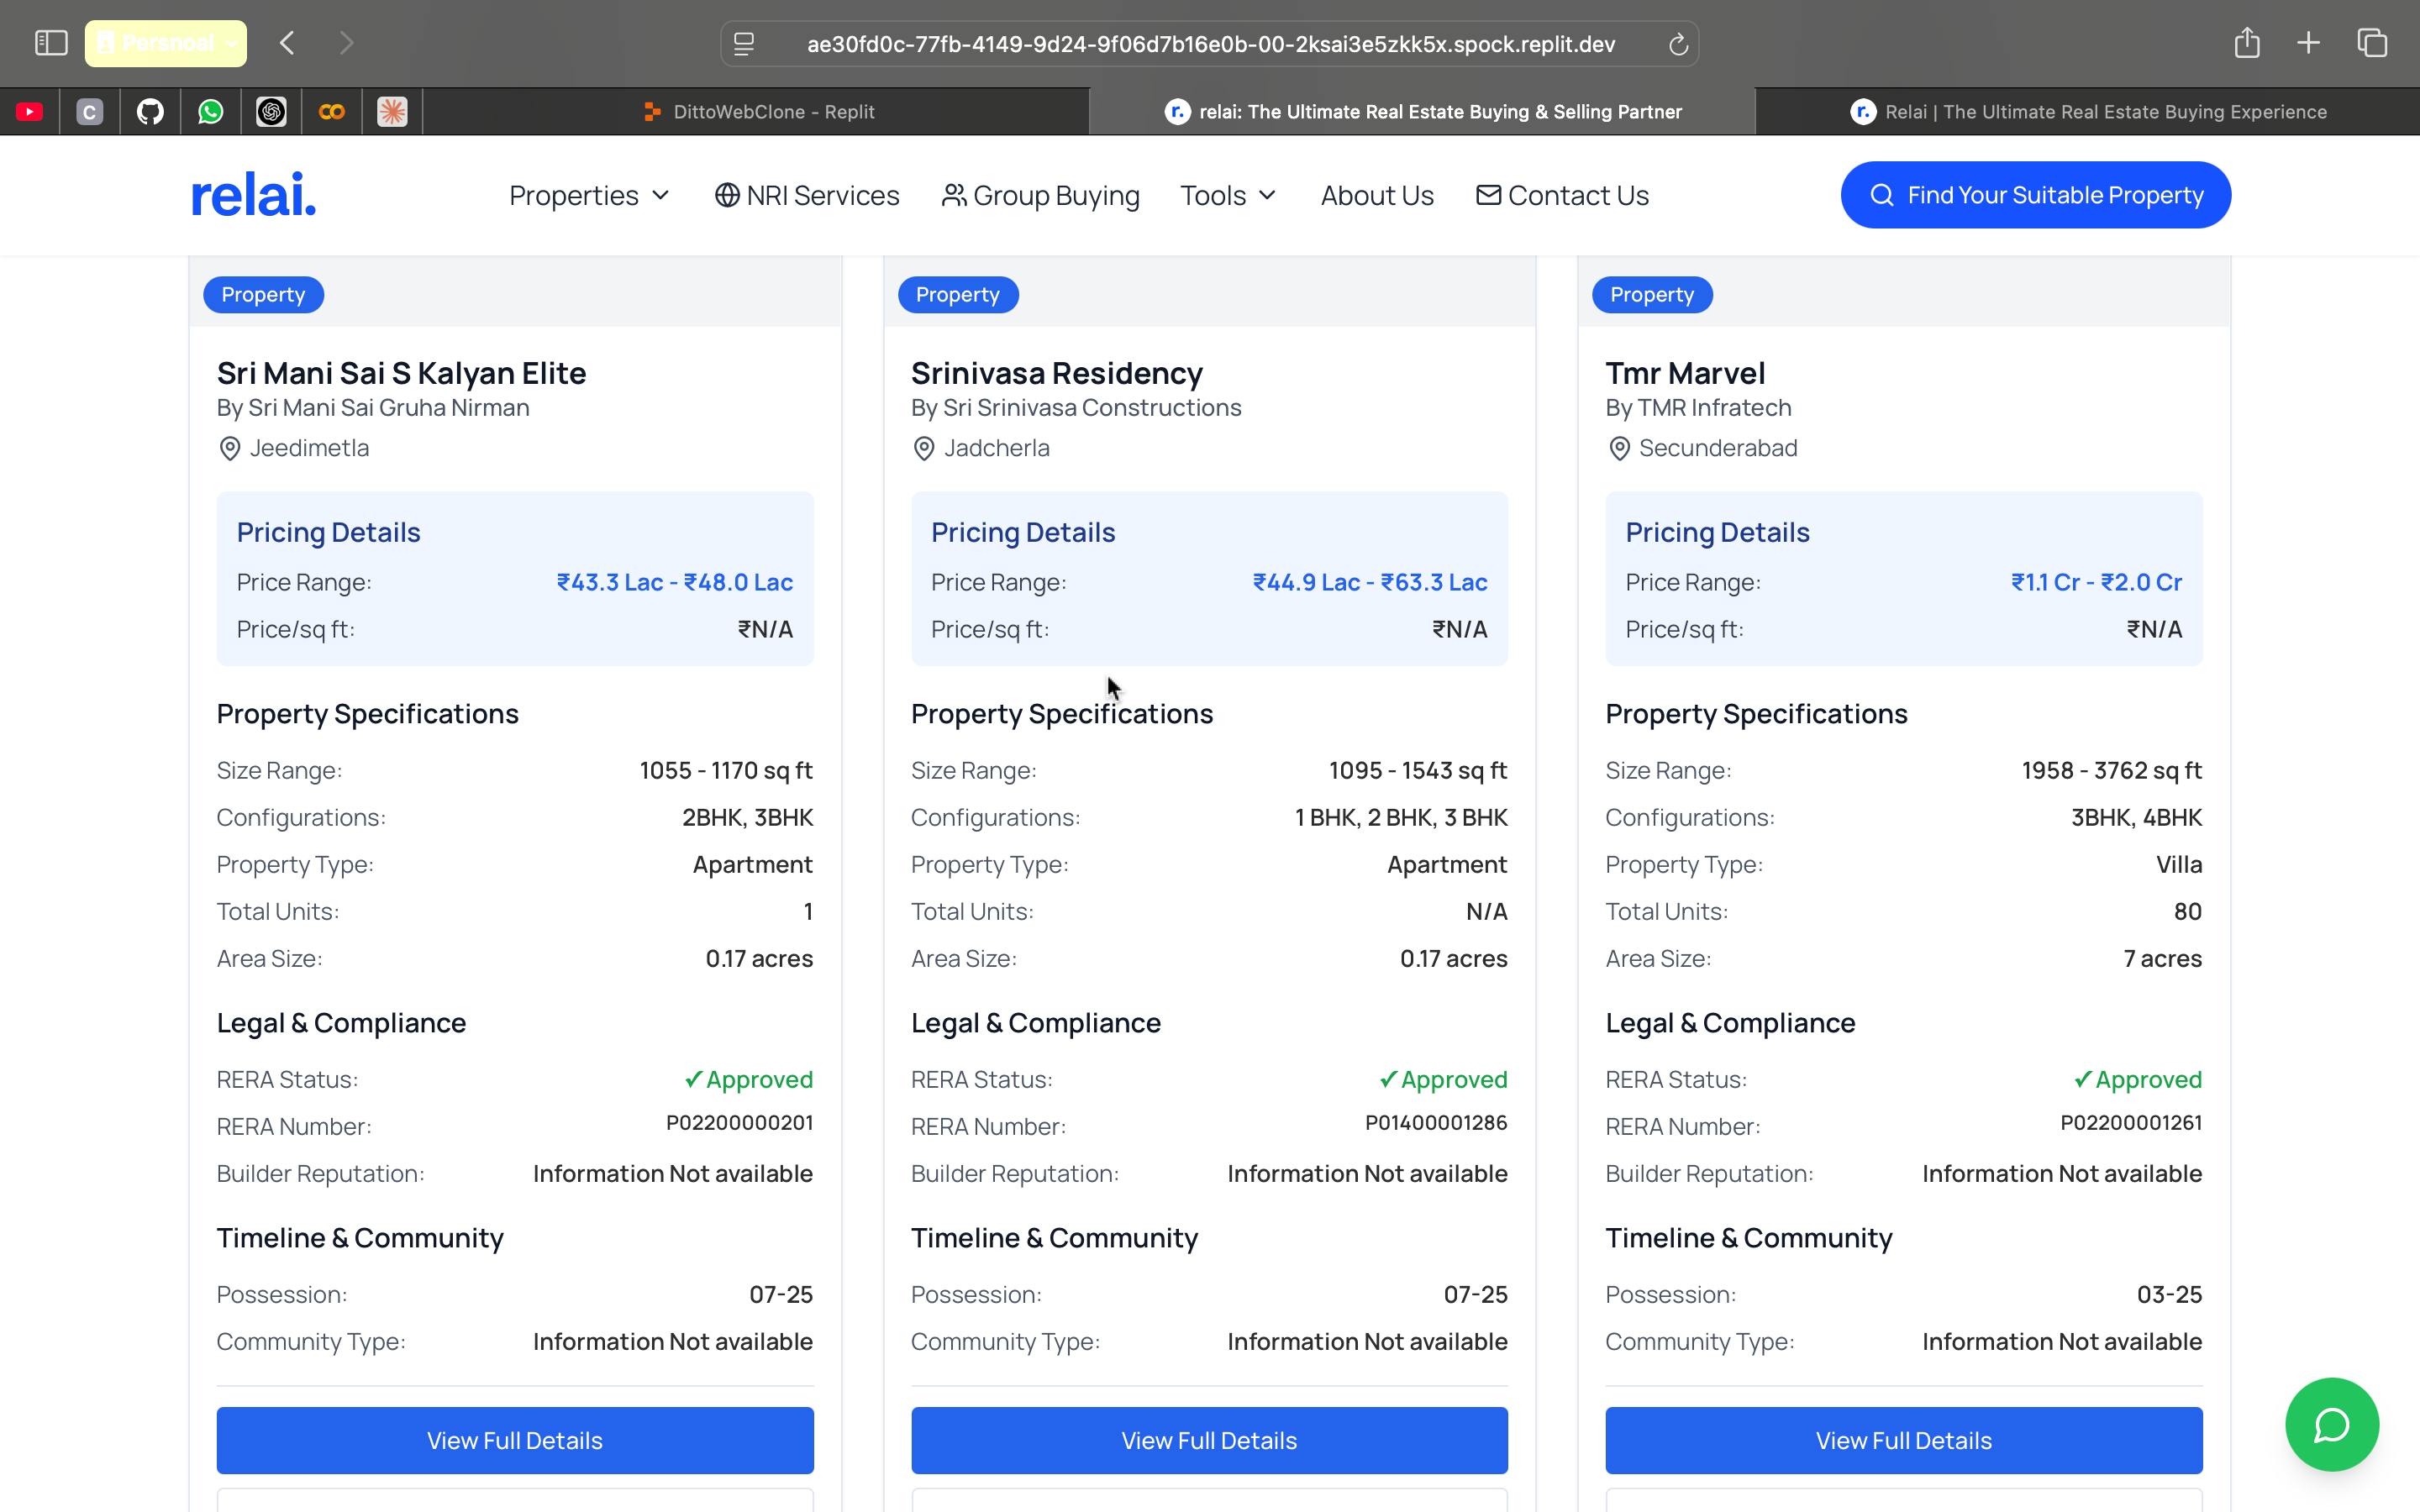 Persnoal
ae30fd0c-77fb-4149-9d24-9f06d7b16e0b-00-2ksai3e5zkk5x.spock.replit.dev
C
DittoWebClone - Replit
r. relai: The Ultimate Real Estate Buying & Selling Partner
r. Relai | The Ultimate Real Estate Buying Experience
relai.
Properties
NRI Services
Group Buying
Tools
About Us
Contact Us
Find Your Suitable Property
Property
Sri Mani Sai S Kalyan Elite
By Sri Mani Sai Gruha Nirman
Jeedimetla
Pricing Details
Price Range: ₹43.3 Lac - ₹48.0 Lac
Price/sq ft: ₹N/A
Property Specifications
Size Range: 1055 - 1170 sq ft
Configurations: 2BHK, 3BHK
Property Type: Apartment
Total Units: 1
Area Size: 0.17 acres
Legal & Compliance
RERA Status: ✓ Approved
RERA Number: P02200000201
Builder Reputation: Information Not available
Timeline & Community
Possession: 07-25
Community Type: Information Not available
View Full Details
Property
Srinivasa Residency
By Sri Srinivasa Constructions
Jadcherla
Pricing Details
Price Range: ₹44.9 Lac - ₹63.3 Lac
Price/sq ft: ₹N/A
Property Specifications
Size Range: 1095 - 1543 sq ft
Configurations: 1 BHK, 2 BHK, 3 BHK
Property Type: Apartment
Total Units: N/A
Area Size: 0.17 acres
Legal & Compliance
RERA Status: ✓ Approved
RERA Number: P01400001286
Builder Reputation: Information Not available
Timeline & Community
Possession: 07-25
Community Type: Information Not available
View Full Details
Property
Tmr Marvel
By TMR Infratech
Secunderabad
Pricing Details
Price Range: ₹1.1 Cr - ₹2.0 Cr
Price/sq ft: ₹N/A
Property Specifications
Size Range: 1958 - 3762 sq ft
Configurations: 3BHK, 4BHK
Property Type: Villa
Total Units: 80
Area Size: 7 acres
Legal & Compliance
RERA Status: ✓ Approved
RERA Number: P02200001261
Builder Reputation: Information Not available
Timeline & Community
Possession: 03-25
Community Type: Information Not available
View Full Details